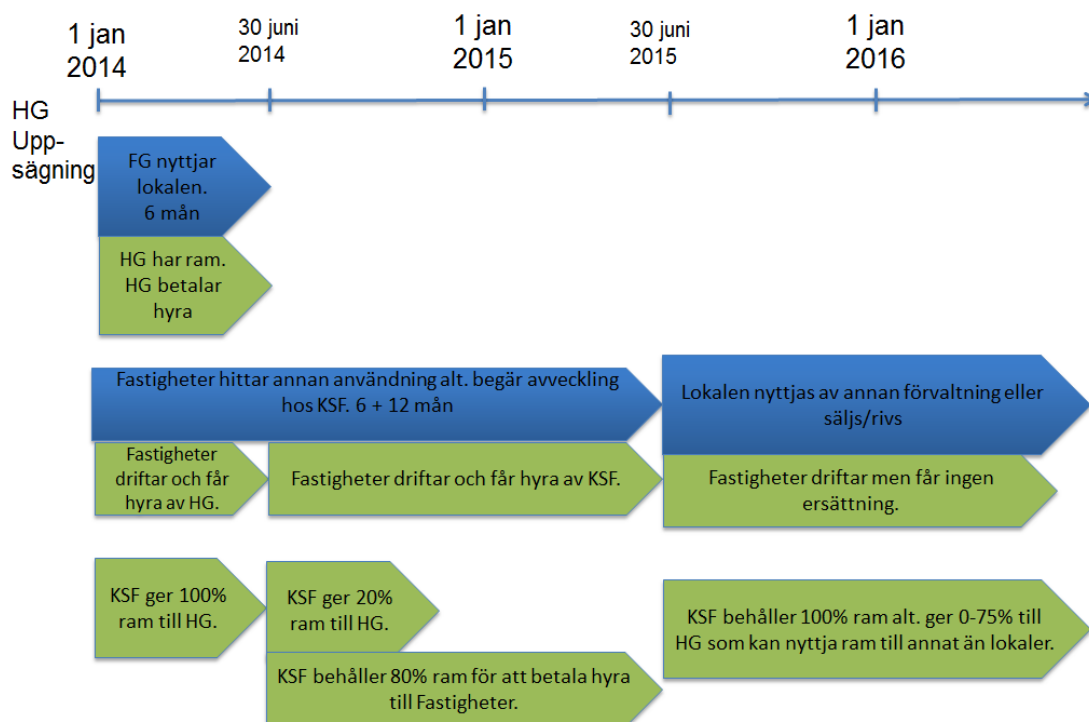 1 jan
2014
30 juni
2014
1 jan
2015
30 juni
2015
1 jan
2016
HG
Upp-
sägning
FG nyttjar
lokalen.
6 mån
HG har ram.
HG betalar
hyra
Fastigheter hittar annan användning alt. begär avveckling
hos KSF. 6 + 12 mån
Lokalen nyttjas av annan förvaltning eller
säljs/rivs
Fastigheter
driftar och får
hyra av HG.
Fastigheter driftar och får hyra av KSF.
Fastigheter driftar men får ingen
ersättning.
KSF ger 100%
ram till HG.
KSF ger 20%
ram till HG.
KSF behåller 100% ram alt. ger 0-75% till
HG som kan nyttja ram till annat än lokaler.
KSF behåller 80% ram för att betala hyra
till Fastigheter.